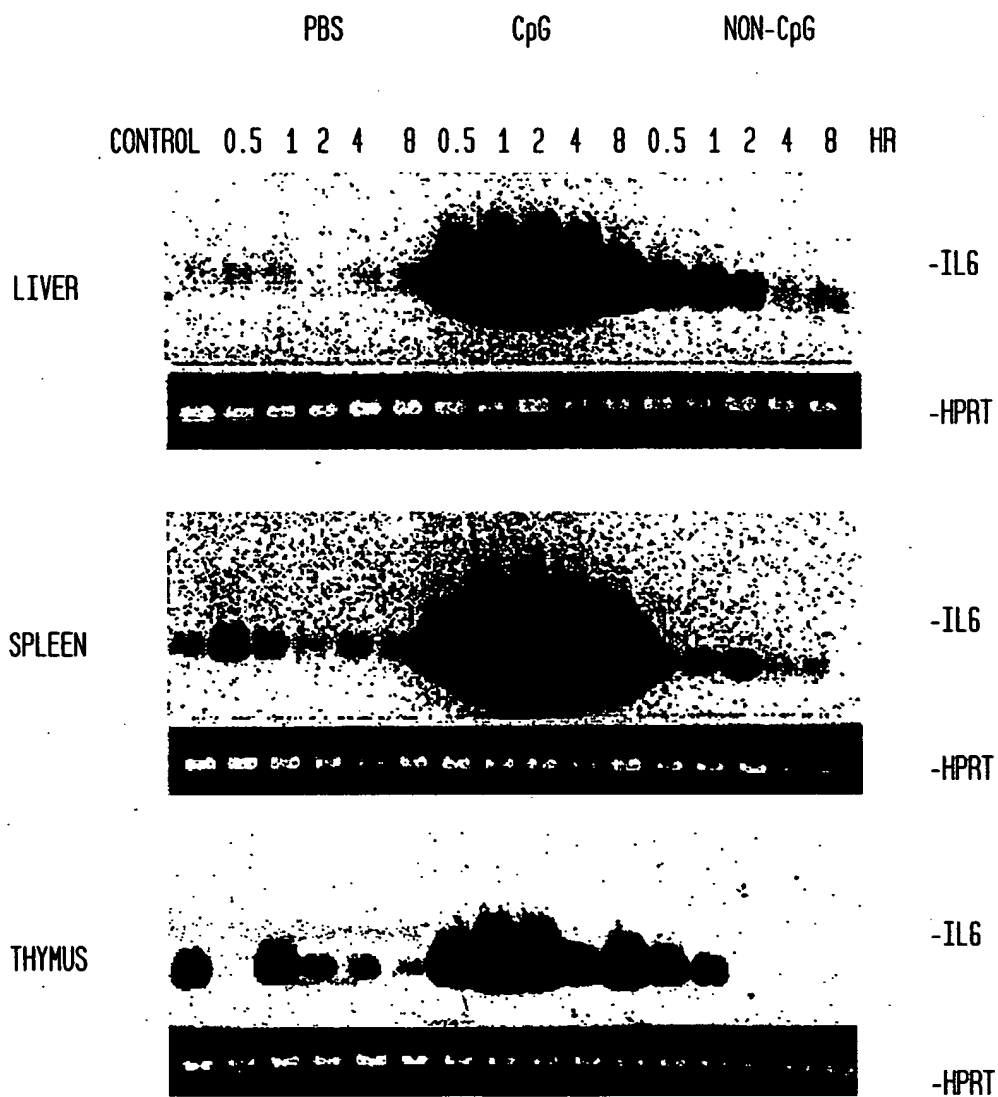 PBS CpG NON-CpG
CONTROL 0.5 1 2 4 8 0.5 1 2 4 8 0.5 1 2 4 8 HR
LIVER
-IL6
-HPRT
SPLEEN
-IL6
-HPRT
THYMUS
-IL6
-HPRT